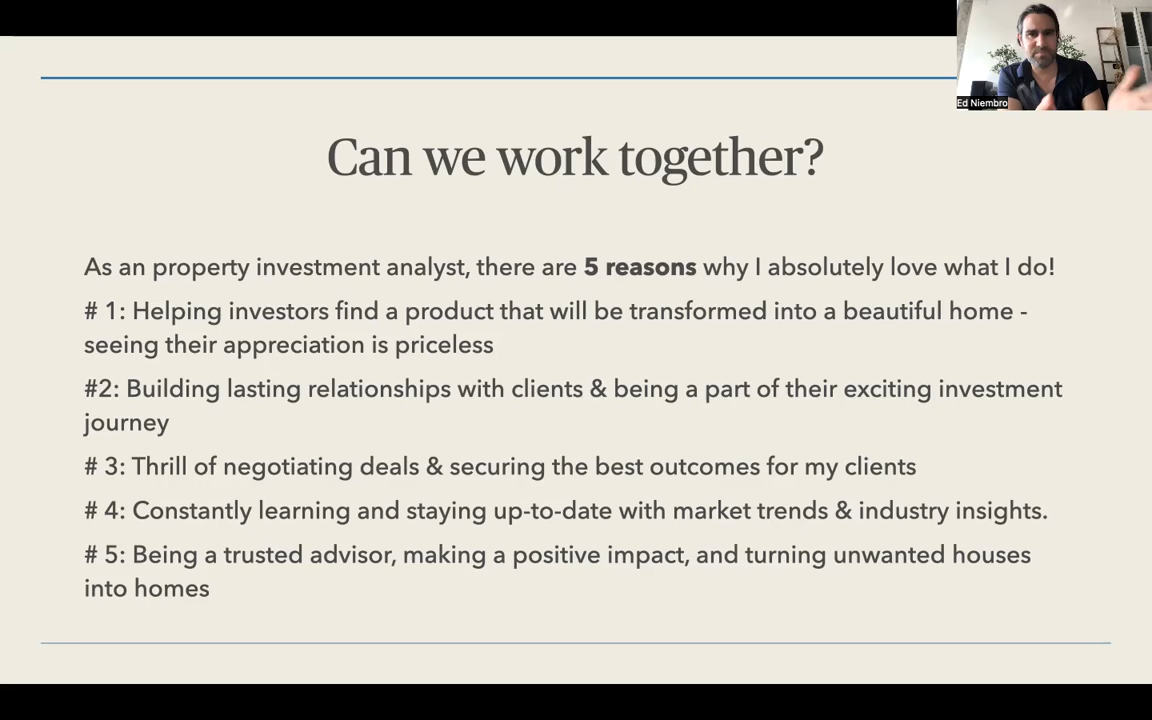 Ed Niembro
Can we work together?
As an property investment analyst, there are 5 reasons why I absolutely love what I do!
# 1: Helping investors find a product that will be transformed into a beautiful home -
seeing their appreciation is priceless
#2: Building lasting relationships with clients & being a part of their exciting investment
journey
# 3: Thrill of negotiating deals & securing the best outcomes for my clients
# 4: Constantly learning and staying up-to-date with market trends & industry insights.
# 5: Being a trusted advisor, making a positive impact, and turning unwanted houses
into homes